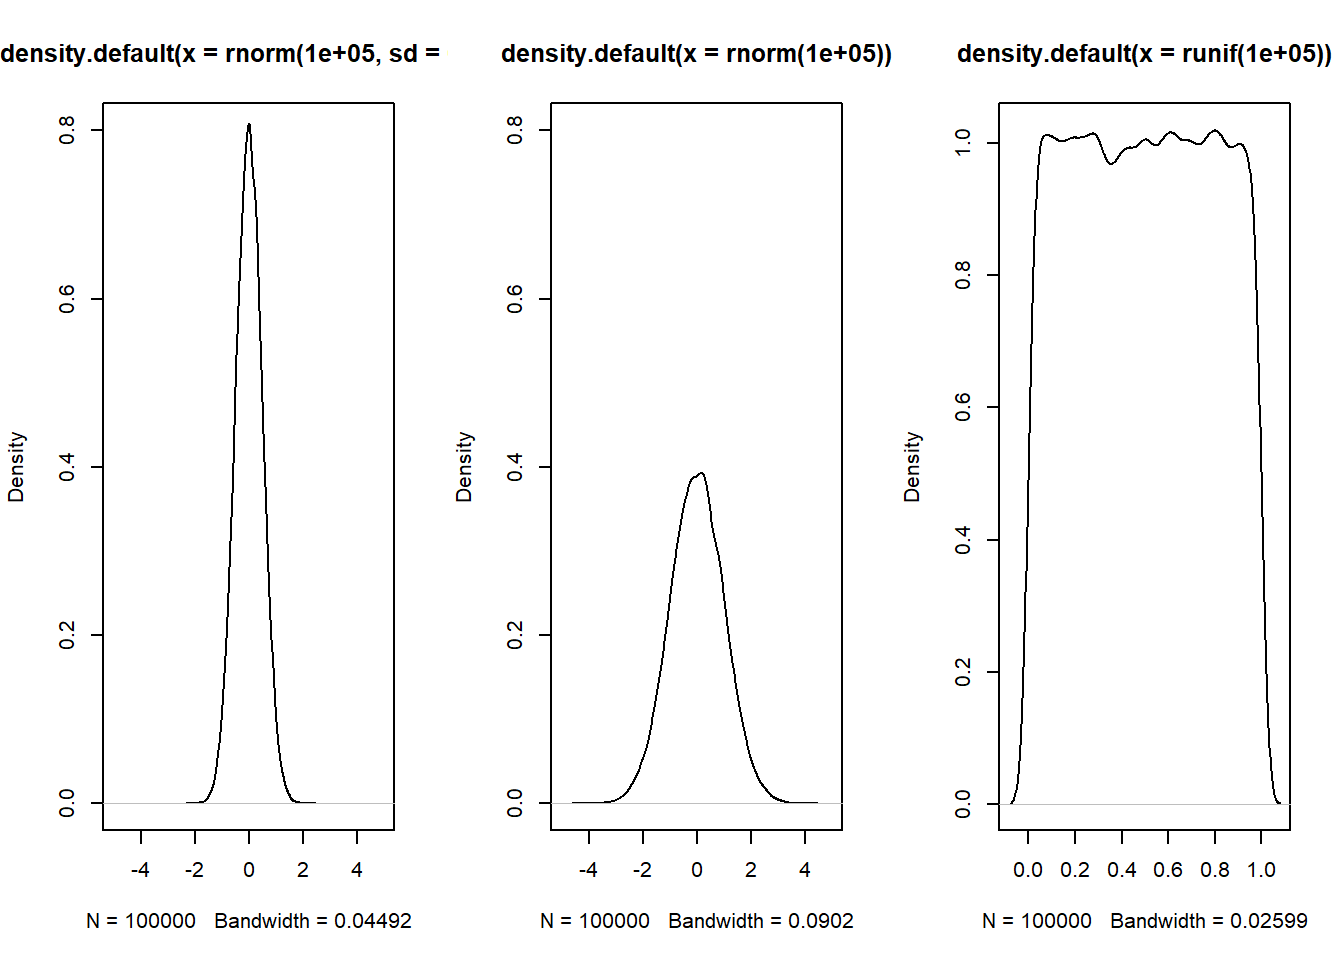 density.default(x = rnorm(1e+05, sd =
Density
0.0
0.2
0.4
0.6
0.8
-4 -2 0 2 4
N = 100000 Bandwidth = 0.04492
density.default(x = rnorm(1e+05))
Density
0.0
0.2
0.4
0.6
0.8
-4 -2 0 2 4
N = 100000 Bandwidth = 0.0902
density.default(x = runif(1e+05))
Density
0.0
0.2
0.4
0.6
0.8
1.0
0.0 0.2 0.4 0.6 0.8 1.0
N = 100000 Bandwidth = 0.02599